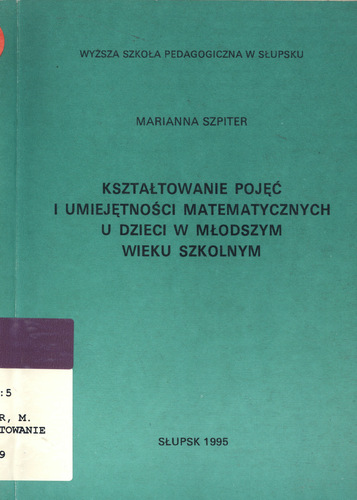 WYŻSZA SZKOŁA PEDAGOGICZNA W SŁUPSKU
MARIANNA SZPITER
KSZTAŁTOWANIE POJĘĆ
I UMIEJĘTNOŚCI MATEMATYCZNYCH
U DZIECI W MŁODSZYM
WIEKU SZKOLNYM
:5
R, M.
TOWANIE
9
SŁUPSK 1995